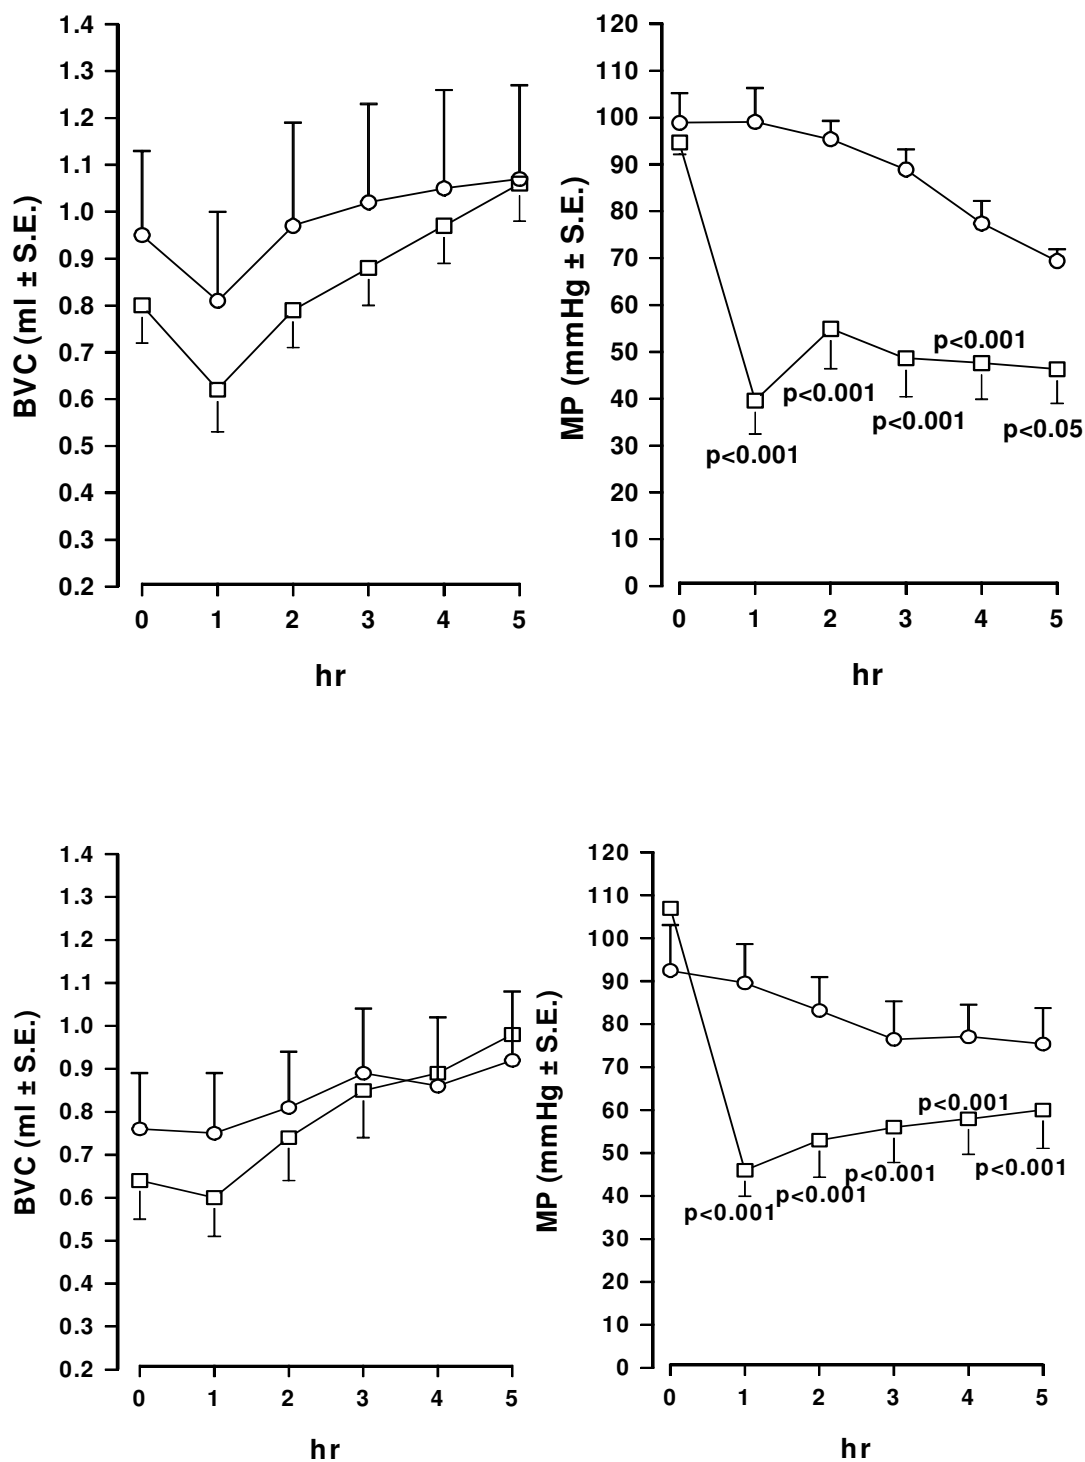 1.4
1.3
1.2
1.1
1.0
0.9
0.8
0.7
0.6
0.5
0.4
0.3
0.2
BVC (ml ± S.E.)
0 1 2 3 4 5
hr
120
110
100
90
80
70
60
50
40
30
20
10
0
MP (mmHg ± S.E.)
p<0.001
p<0.001
p<0.001
p<0.001
p<0.05
0 1 2 3 4 5
hr
1.4
1.3
1.2
1.1
1.0
0.9
0.8
0.7
0.6
0.5
0.4
0.3
0.2
BVC (ml ± S.E.)
0 1 2 3 4 5
hr
120
110
100
90
80
70
60
50
40
30
20
10
0
MP (mmHg ± S.E.)
p<0.001
p<0.001
p<0.001
p<0.001
p<0.001
0 1 2 3 4 5
hr